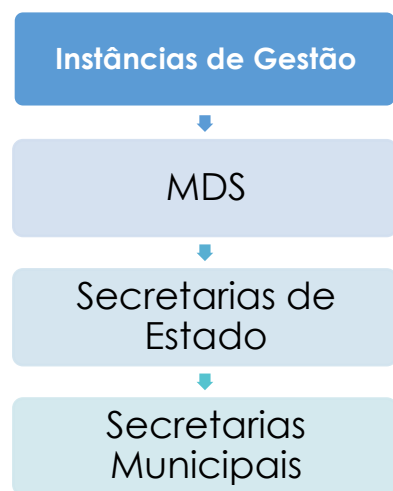 Instâncias de Gestão
MDS
Secretarias de
Estado
Secretarias
Municipais